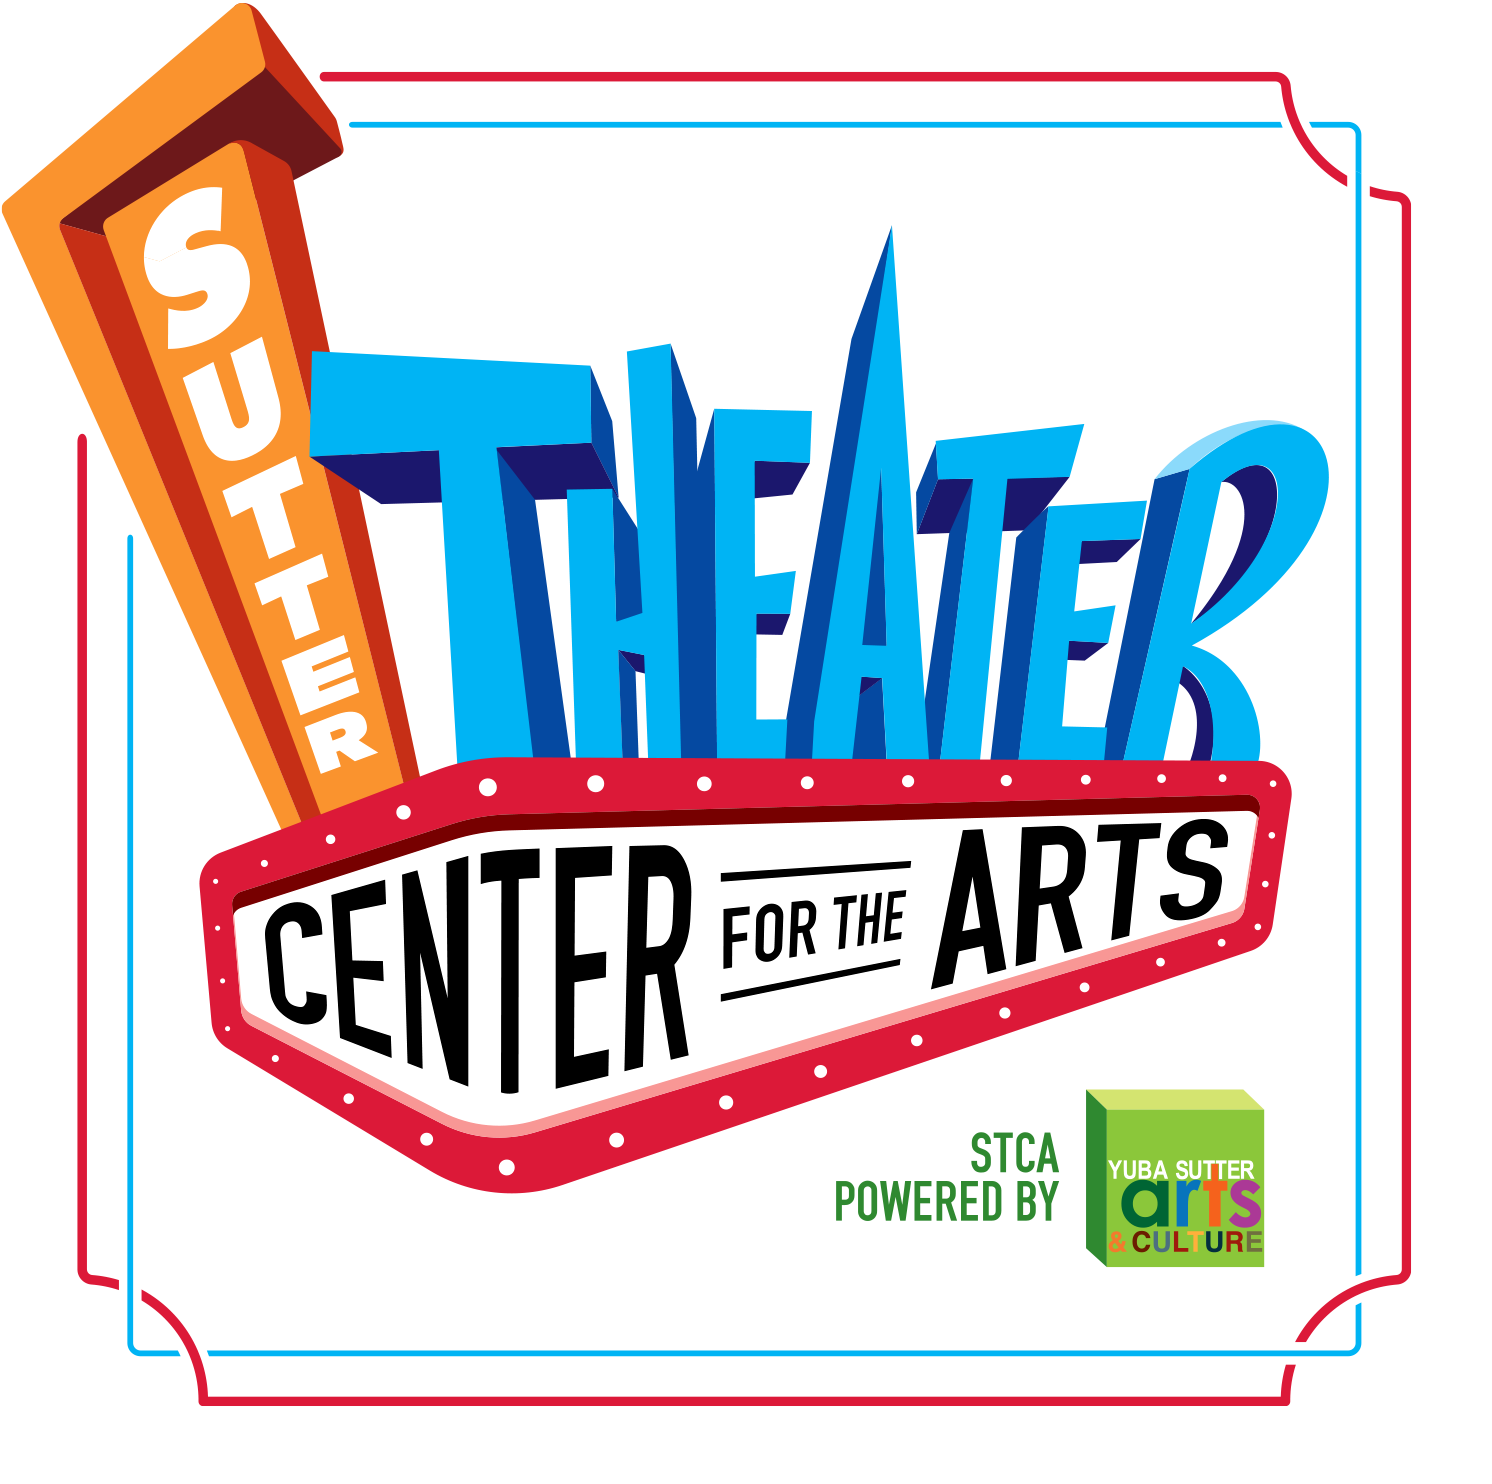 SUTTER
THEATER
CENTER FOR THE ARTS
STCA
POWERED BY
YUBA SUTTER
arts
& CULTURE